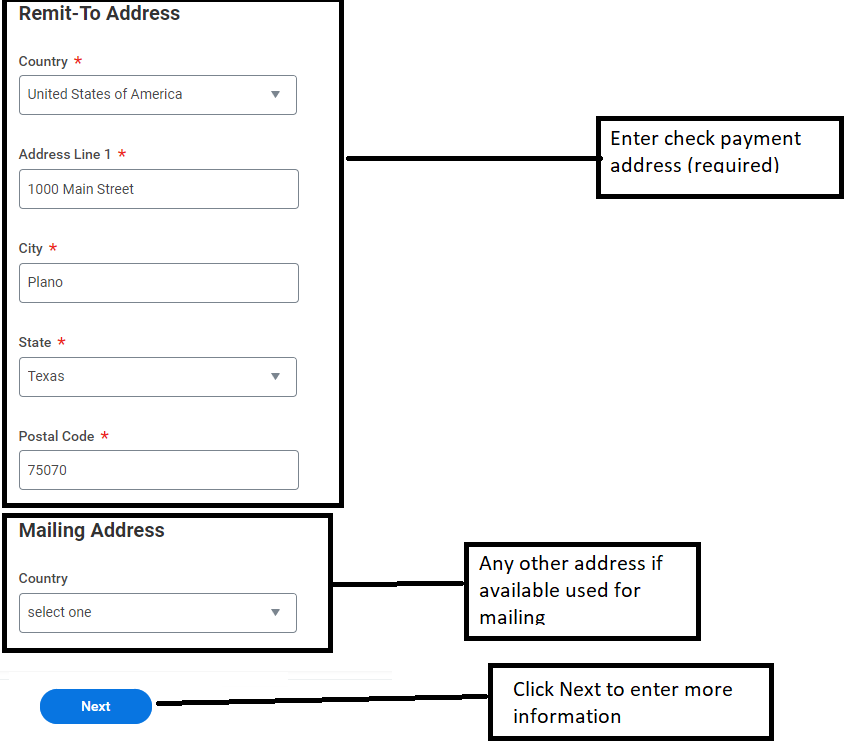 Remit-To Address
Country *
United States of America
Address Line 1 *
1000 Main Street
City *
Plano
State *
Texas
Postal Code *
75070
Enter check payment
address (required)
Mailing Address
Country
select one
Any other address if
available used for
mailing
Next
Click Next to enter more
information